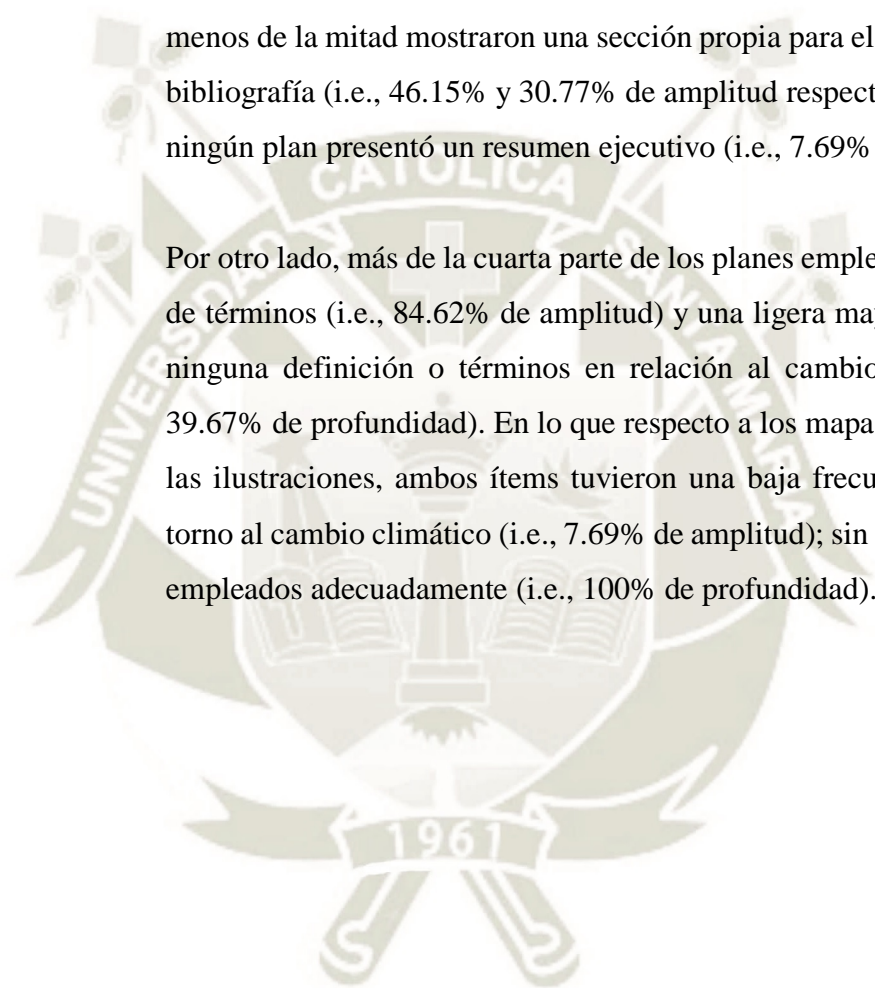 menos de la mitad mostraron una sección propia para el
bibliografía (i.e., 46.15% y 30.77% de amplitud respect
ningún plan presentó un resumen ejecutivo (i.e., 7.69%
Por otro lado, más de la cuarta parte de los planes emple
de términos (i.e., 84.62% de amplitud) y una ligera may
ninguna definición o términos en relación al cambio
39.67% de profundidad). En lo que respecto a los mapa
las ilustraciones, ambos ítems tuvieron una baja frecu
torno al cambio climático (i.e., 7.69% de amplitud); sin
empleados adecuadamente (i.e., 100% de profundidad).
UNIVERSIDAD CATOLICA SANTA MARIA
1961